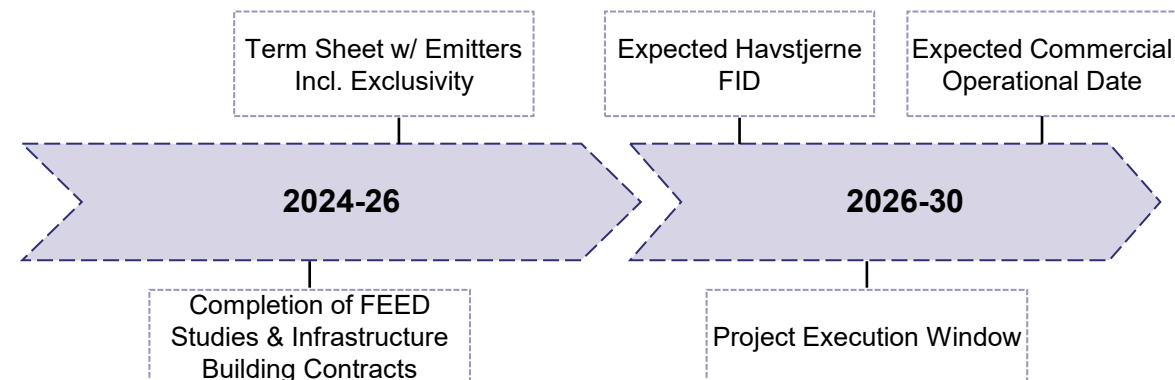 Term Sheet w/ Emitters
Incl. Exclusivity
Expected Havstjerne
FID
Expected Commercial
Operational Date
2024-26
2026-30
Completion of FEED
Studies & Infrastructure
Building Contracts
Project Execution Window